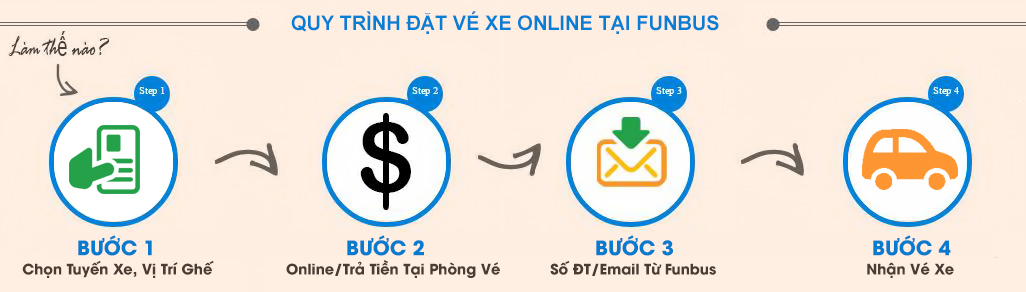 QUY TRÌNH ĐẶT VÉ XE ONLINE TẠI FUNBUS
Làm thế nào?
Step 1
Step 2
Step 3
Step 4
BƯỚC 1
BƯỚC 2
BƯỚC 3
BƯỚC 4
Chọn Tuyến Xe, Vị Trí Ghế
Online/Trả Tiền Tại Phòng Vé
Số ĐT/Email Từ Funbus
Nhận Vé Xe